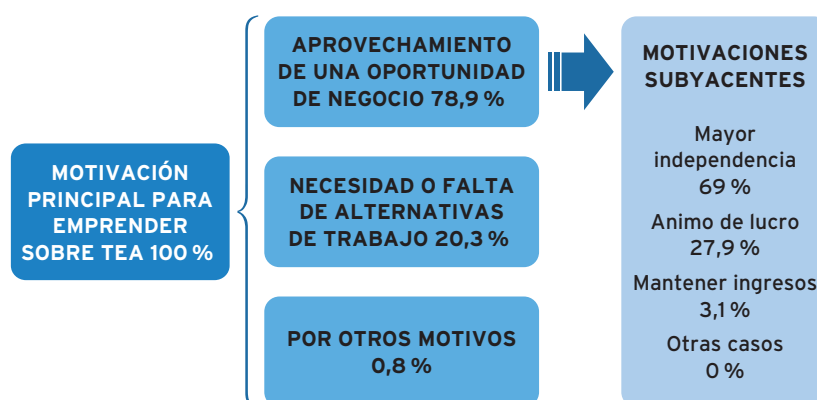 MOTIVACIÓN
PRINCIPAL PARA
EMPRENDER
SOBRE TEA 100 %
APROVECHAMIENTO
DE UNA OPORTUNIDAD
DE NEGOCIO 78,9 %
NECESIDAD O FALTA
DE ALTERNATIVAS
DE TRABAJO 20,3 %
POR OTROS MOTIVOS
0,8 %
MOTIVACIONES
SUBYACENTES
Mayor
independencia
69 %
Animo de lucro
27,9 %
Mantener ingresos
3,1 %
Otras casos
0 %